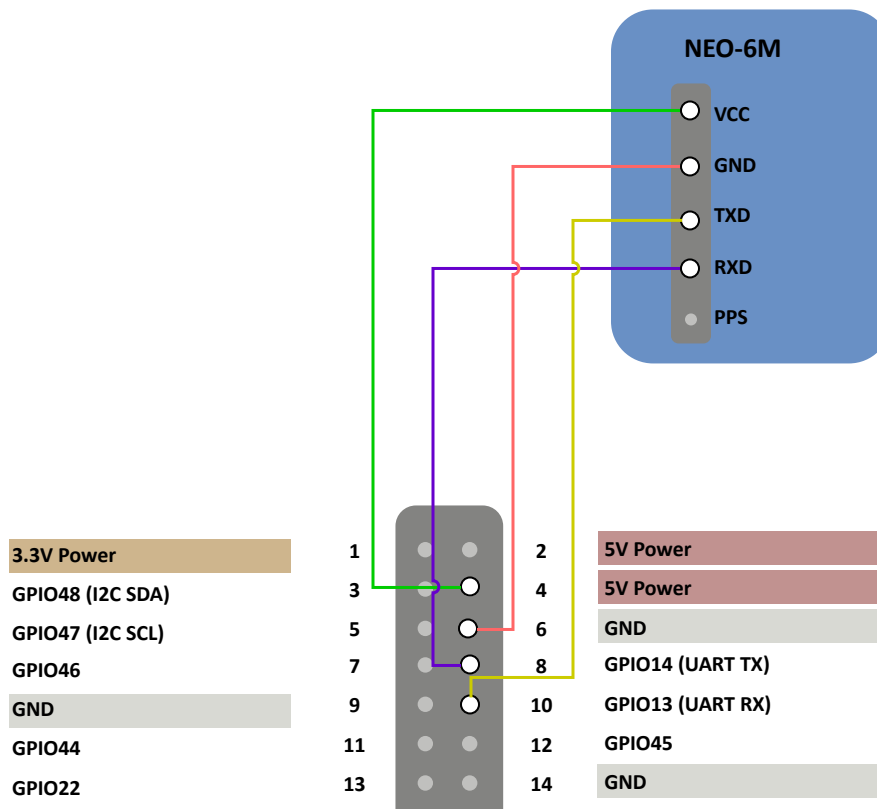 NEO-6M
VCC
GND
TXD
RXD
PPS
3.3V Power 1 2 5V Power
GPIO48 (I2C SDA) 3 4 5V Power
GPIO47 (I2C SCL) 5 6 GND
GPIO46 7 8 GPIO14 (UART TX)
GND 9 10 GPIO13 (UART RX)
GPIO44 11 12 GPIO45
GPIO22 13 14 GND